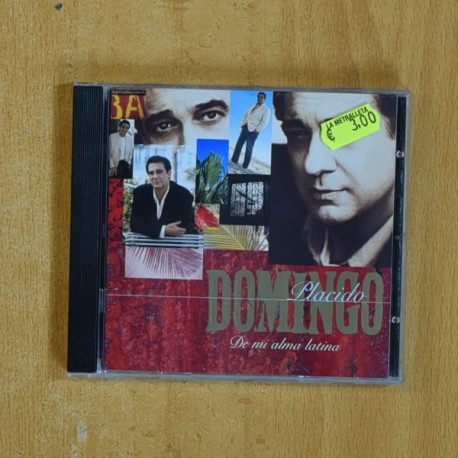 BA
LA METRALLETA
€ 3,00
Placido
DOMINGO
De mi alma latina